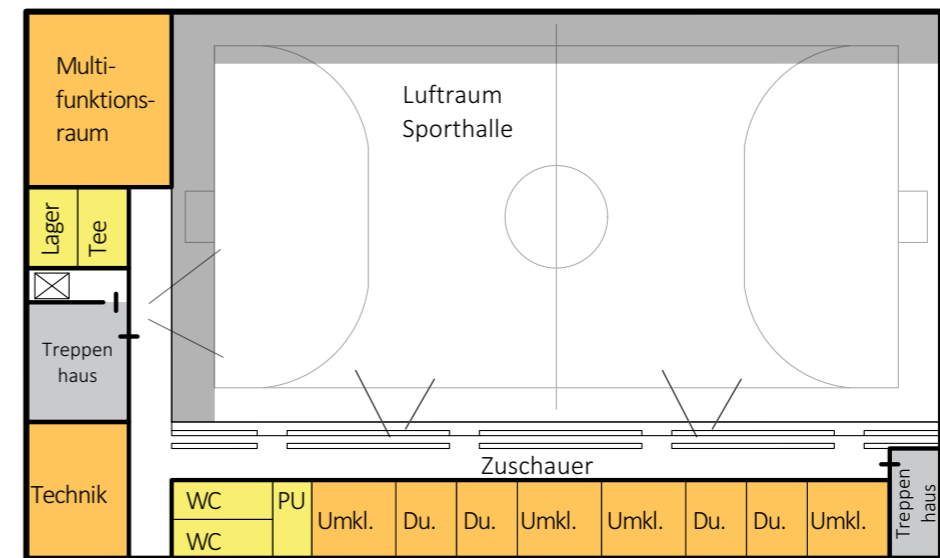 Multi-
funktions-
raum
Luftraum
Sporthalle
Lager
Tee
Treppen
haus
Technik
Zuschauer
WC
WC
PU
Umkl.
Du.
Du.
Umkl.
Umkl.
Du.
Du.
Umkl.
Treppen
haus